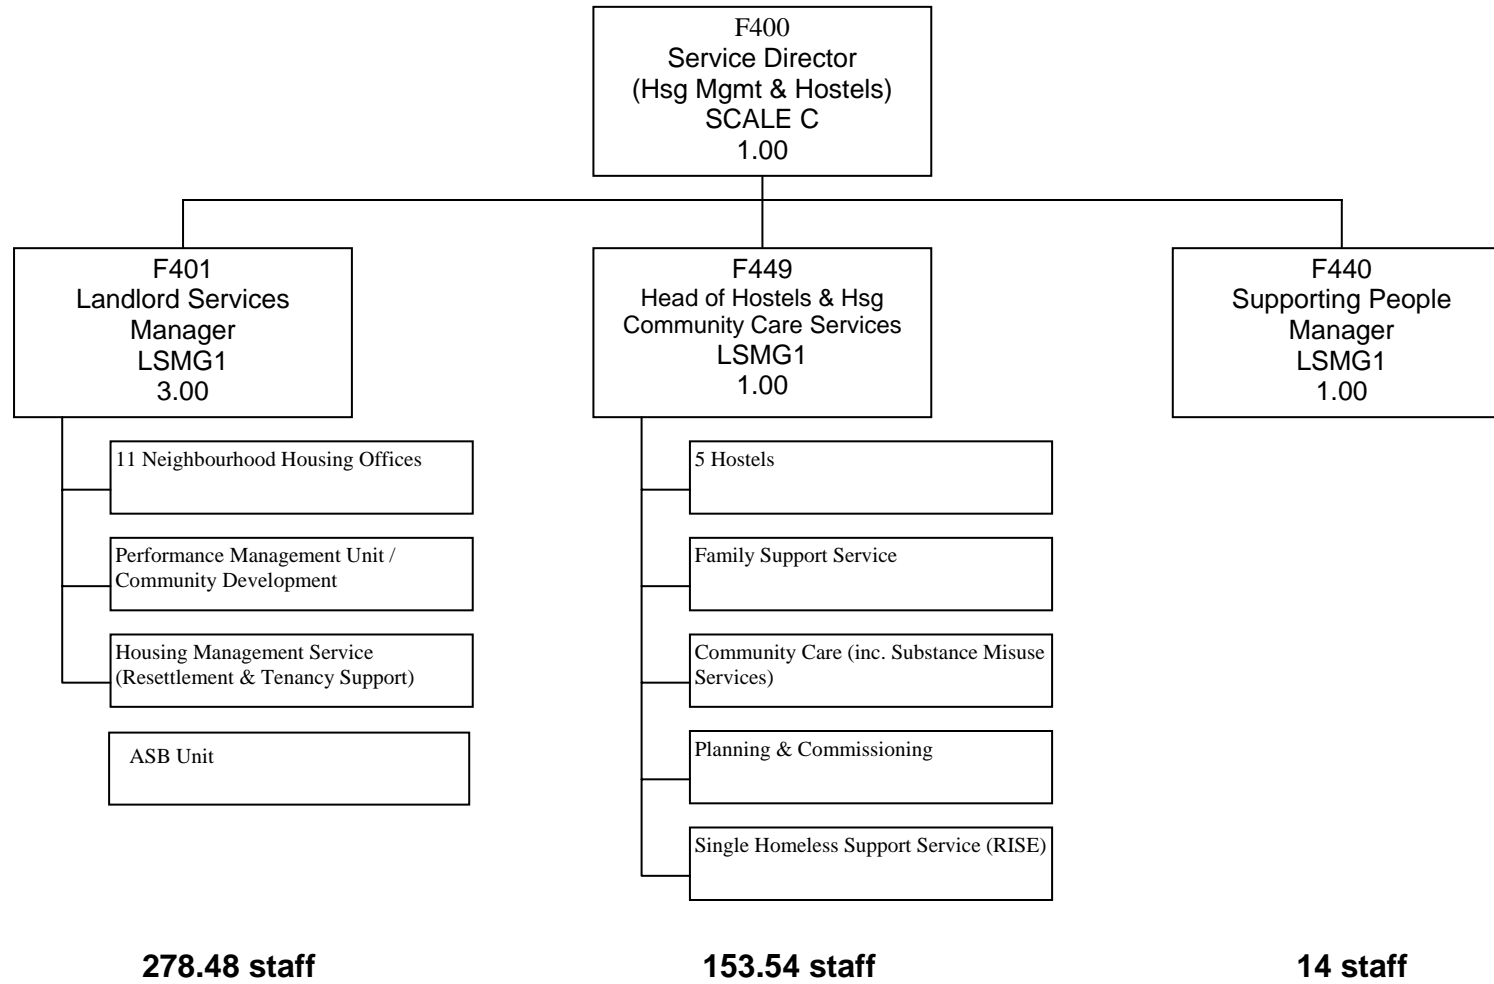 F400
Service Director
(Hsg Mgmt & Hostels)
SCALE C
1.00
F401
Landlord Services
Manager
LSMG1
3.00
11 Neighbourhood Housing Offices
Performance Management Unit /
Community Development
Housing Management Service
(Resettlement & Tenancy Support)
ASB Unit
278.48 staff
F449
Head of Hostels & Hsg
Community Care Services
LSMG1
1.00
5 Hostels
Family Support Service
Community Care (inc. Substance Misuse
Services)
Planning & Commissioning
Single Homeless Support Service (RISE)
153.54 staff
F440
Supporting People
Manager
LSMG1
1.00
14 staff